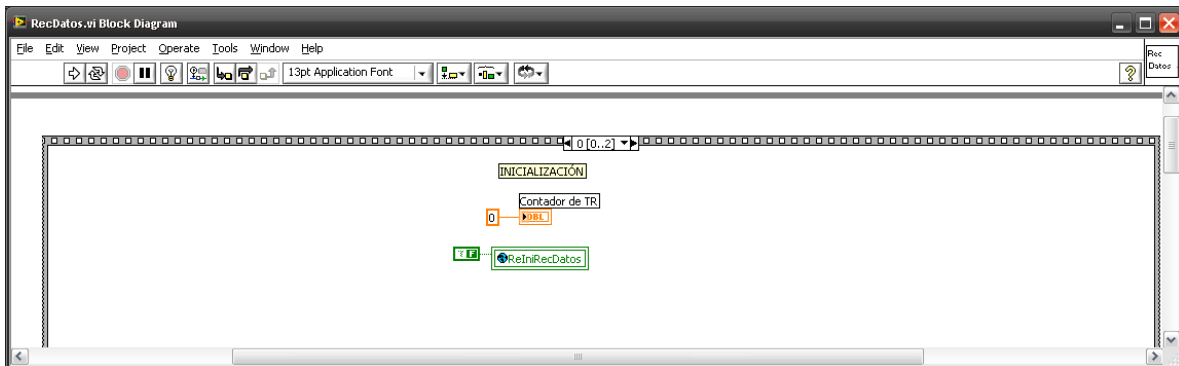 RecDatos.vi Block Diagram
File Edit View Project Operate Tools Window Help
Rec
Datos
13pt Application Font
0 [0..2]
INICIALIZACIÓN
Contador de TR
0 DBL
F ReIniRecDatos